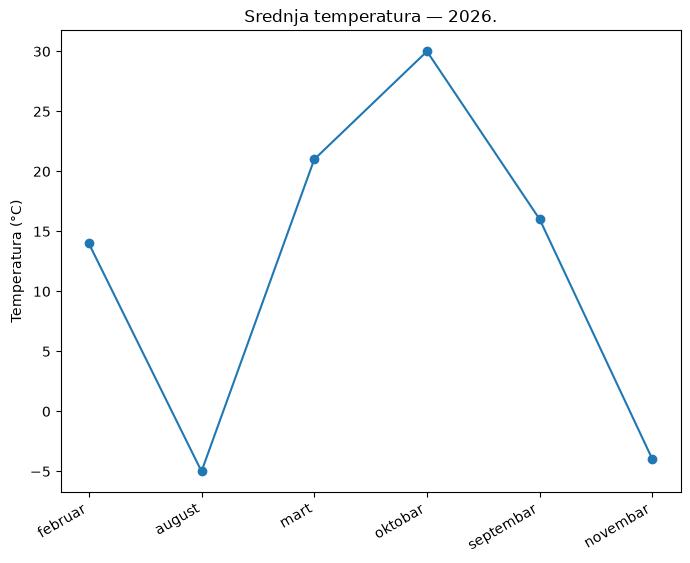 Srednja temperatura — 2026.
Temperatura (°C)
30
25
20
15
10
5
0
−5
februar
august
mart
oktobar
septembar
novembar